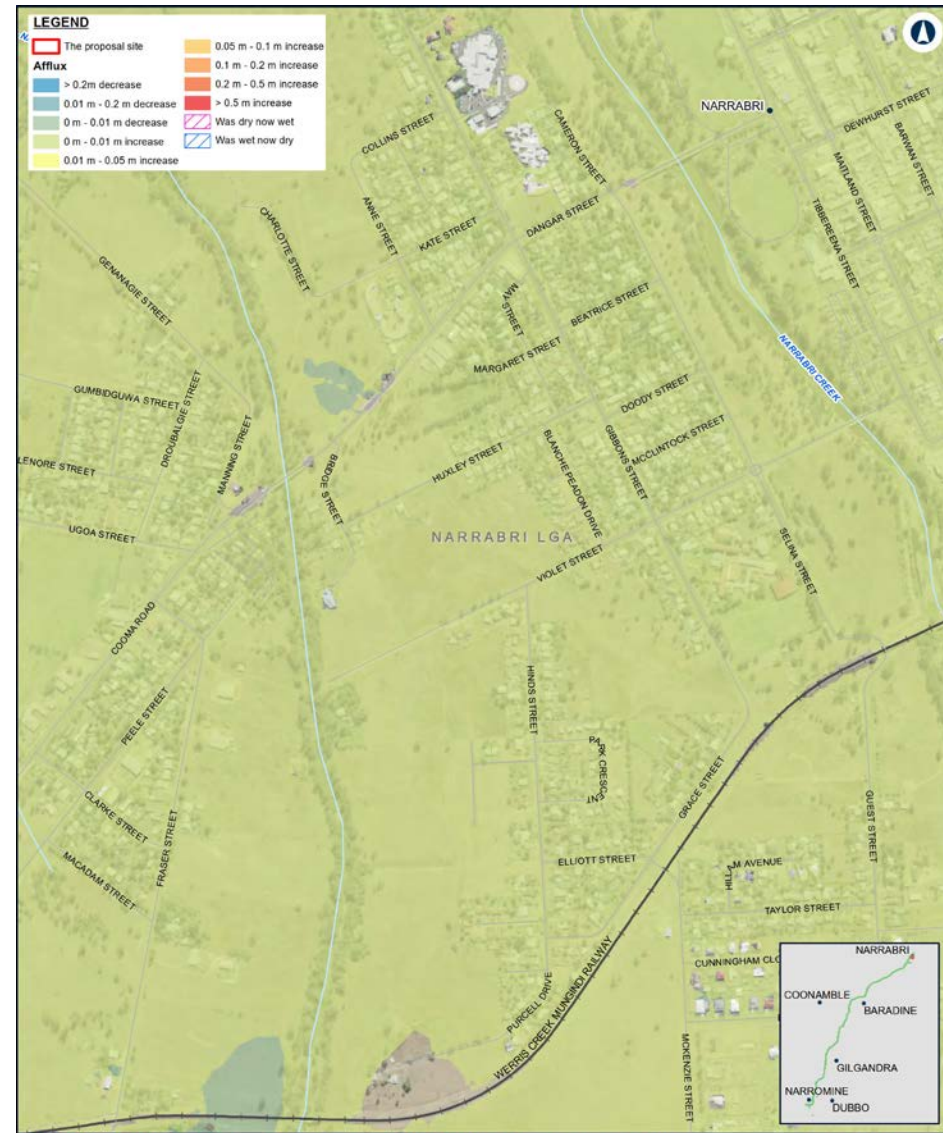 LEGEND
The proposal site
Afflux
> 0.2m decrease
0.01 m - 0.2 m decrease
0 m - 0.01 m decrease
0 m - 0.01 m increase
0.01 m - 0.05 m increase
0.05 m - 0.1 m increase
0.1 m - 0.2 m increase
0.2 m - 0.5 m increase
> 0.5 m increase
Was dry now wet
Was wet now dry
NARRABRI
DEWHURST STREET
BARWAN STREET
MAITLAND STREET
TIBBEREENA STREET
CAMERON STREET
COLLINS STREET
ANNE STREET
KATE STREET
DANGAR STREET
CHARLOTTE STREET
GENANAGIE STREET
MAY STREET
BEATRICE STREET
MARGARET STREET
NARRABRI CREEK
GUMBIDGUWA STREET
DROUBALGIE STREET
MANNING STREET
LENORE STREET
UGOA STREET
BRIDGE STREET
HUXLEY STREET
DOODY STREET
BLANCHE PEADON DRIVE
GIBBONS STREET
MCCLINTOCK STREET
NARRABRI LGA
VIOLET STREET
SELINA STREET
COOMA ROAD
PEELE STREET
HINDS STREET
PARK CRESCENT
GRACE STREET
GUEST STREET
CLARKE STREET
MACADAM STREET
FRASER STREET
ELLIOTT STREET
M AVENUE
TAYLOR STREET
CUNNINGHAM CLO
PURCELL DRIVE
WERRIS CREEK MUNGINDI RAILWAY
MCKENZIE STREET
NARRABRI
COONAMBLE
BARADINE
GILGANDRA
NARROMINE
DUBBO